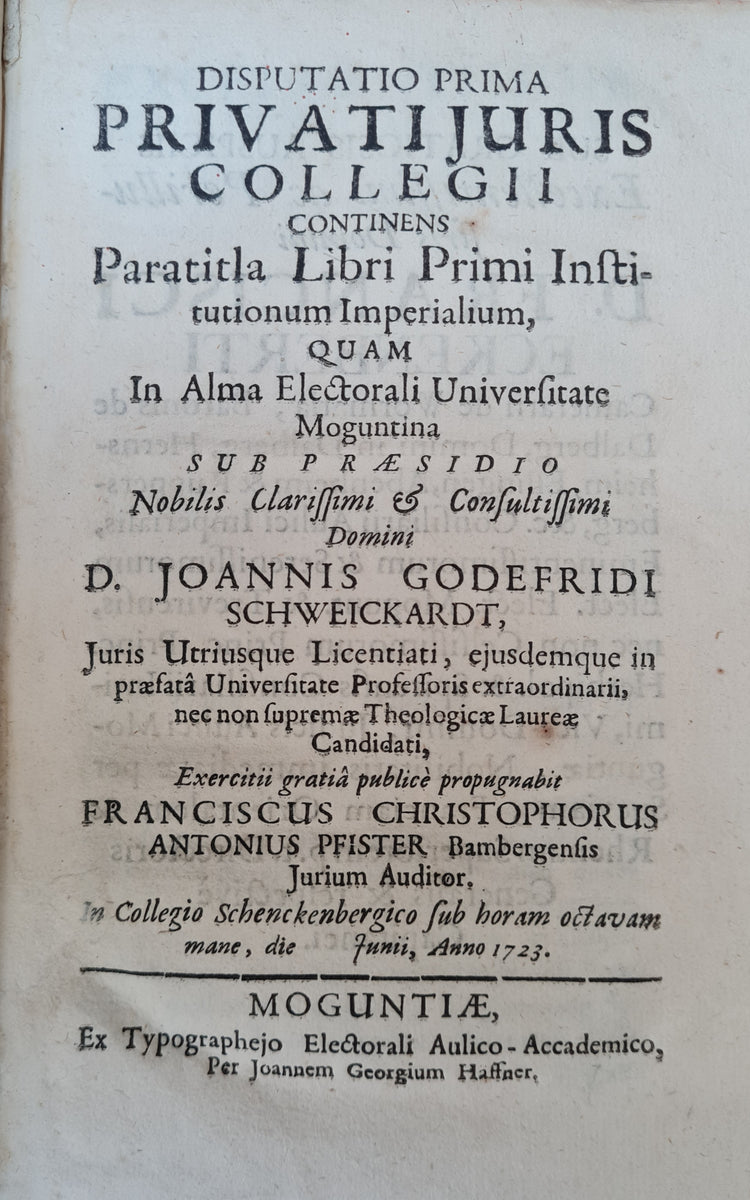 DISPUTATIO PRIMA
PRIVATI JURIS
COLLEGII
CONTINENS
Paratitla Libri Primi Inſti-
tutionum Imperialium,
QUAM
In Alma Electorali Univerſitate
Moguntina
SUB PRÆSIDIO
Nobilis Clariſſimi & Conſultiſſimi
Domini
D. JOANNIS GODEFRIDI
SCHWEICKARDT,
Juris Utriusque Licentiati, ejusdemque in
præfatâ Univerſitate Profeſſoris extraordinarii,
nec non ſupremæ Theologicæ Laureæ
Candidati,
Exercitii gratiâ publicè propugnabit
FRANCISCUS CHRISTOPHORUS
ANTONIUS PFISTER Bambergenſis
Jurium Auditor.
In Collegio Schenckenbergico ſub horam octavam
mane, die Junii, Anno 1723.
MOGUNTIÆ,
Ex Typographejo Electorali Aulico-Accademico,
Per Joannem Georgium Haffner.